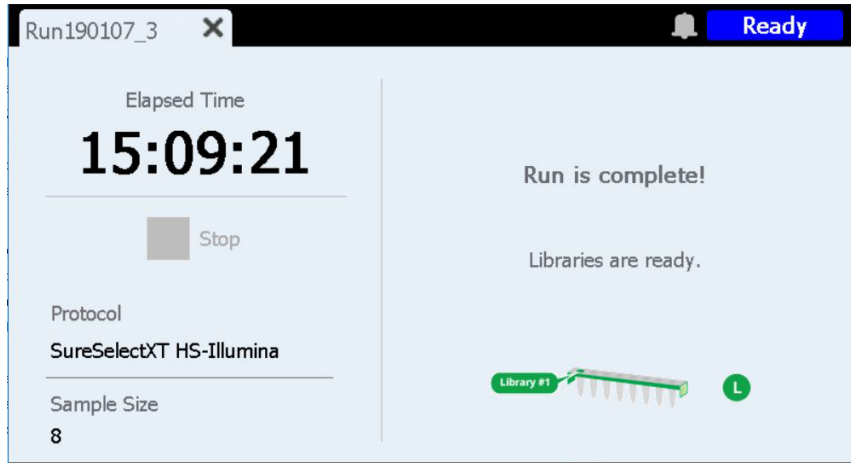 Run190107_3
Ready
Elapsed Time
15:09:21
Stop
Protocol
SureSelectXT HS-Illumina
Sample Size
8
Run is complete!
Libraries are ready.
Library #1
L